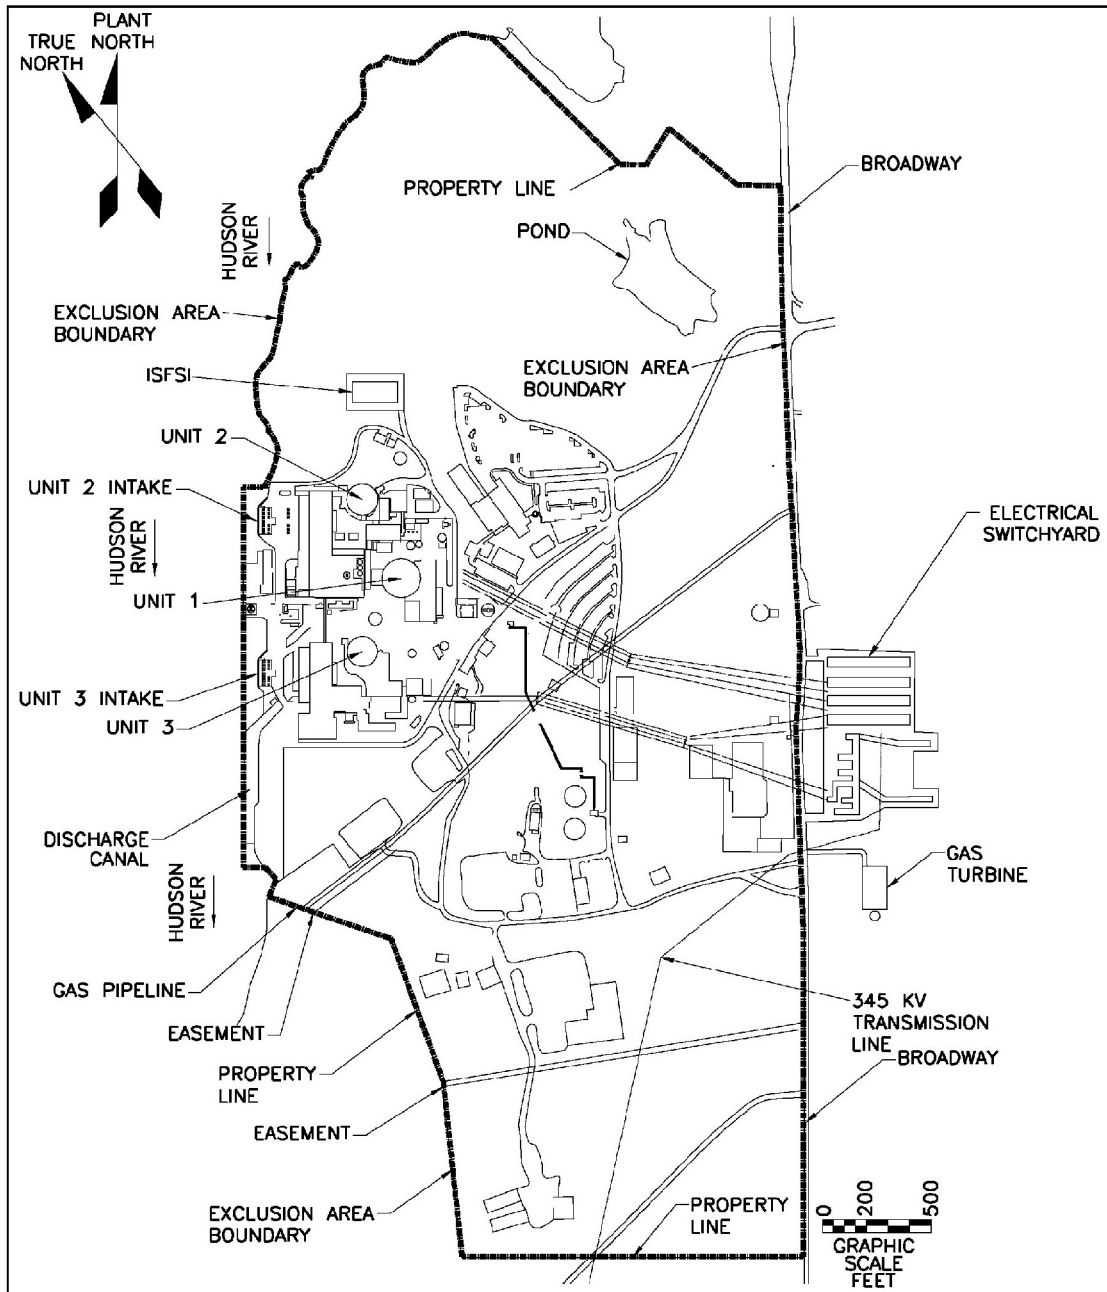 PLANT
NORTH
TRUE
NORTH
BROADWAY
PROPERTY LINE
POND
HUDSON
RIVER
EXCLUSION AREA
BOUNDARY
EXCLUSION AREA
BOUNDARY
ISFSI
UNIT 2
UNIT 2 INTAKE
HUDSON
RIVER
ELECTRICAL
SWITCHYARD
UNIT 1
UNIT 3 INTAKE
UNIT 3
DISCHARGE
CANAL
GAS
TURBINE
HUDSON
RIVER
GAS PIPELINE
EASEMENT
345 KV
TRANSMISSION
LINE
BROADWAY
PROPERTY
LINE
EASEMENT
EXCLUSION AREA
BOUNDARY
PROPERTY
LINE
0 200 500
GRAPHIC
SCALE
FEET